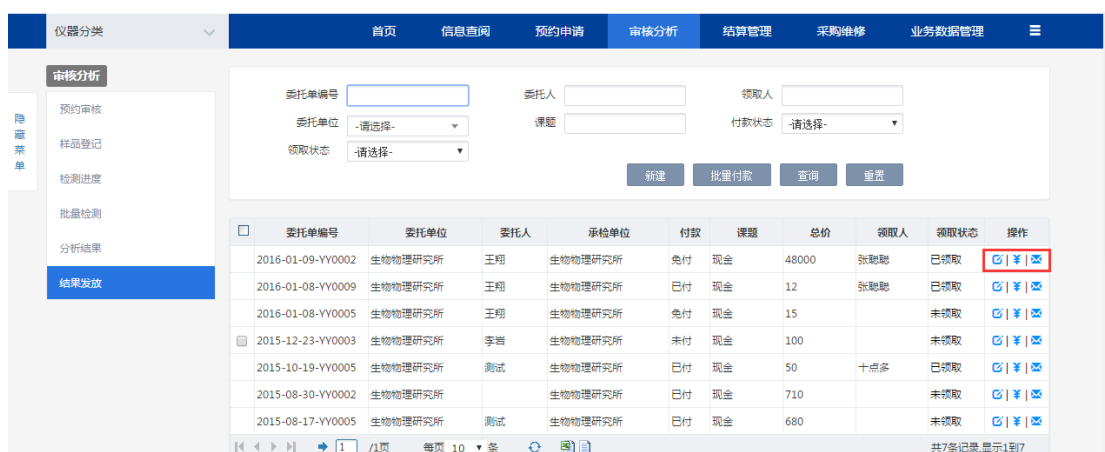 仪器分类 首页 信息查阅 预约申请 审核分析 结算管理 采购维修 业务数据管理
审核分析
隐藏菜单
预约审核
样品登记
检测进度
批量检测
分析结果
结果发放
委托单编号 委托人 领取人
委托单位 -请选择- 课题 付款状态 -请选择-
领取状态 -请选择-
新建 批量付款 查询 重置
委托单编号 委托单位 委托人 承检单位 付款 课题 总价 领取人 领取状态 操作
2016-01-09-YY0002 生物物理研究所 王翔 生物物理研究所 免付 现金 48000 张聪聪 已领取 | ¥ |
2016-01-08-YY0009 生物物理研究所 王翔 生物物理研究所 已付 现金 12 张聪聪 已领取 | ¥ |
2016-01-08-YY0005 生物物理研究所 王翔 生物物理研究所 免付 现金 15 未领取 | ¥ |
2015-12-23-YY0003 生物物理研究所 李岩 生物物理研究所 未付 现金 100 未领取 | ¥ |
2015-10-19-YY0005 生物物理研究所 测试 生物物理研究所 已付 现金 50 十点多 已领取 | ¥ |
2015-08-30-YY0002 生物物理研究所 生物物理研究所 已付 现金 710 未领取 | ¥ |
2015-08-17-YY0005 生物物理研究所 测试 生物物理研究所 已付 现金 680 未领取 | ¥ |
1 /1页 每页 10 条 共7条记录,显示1到7